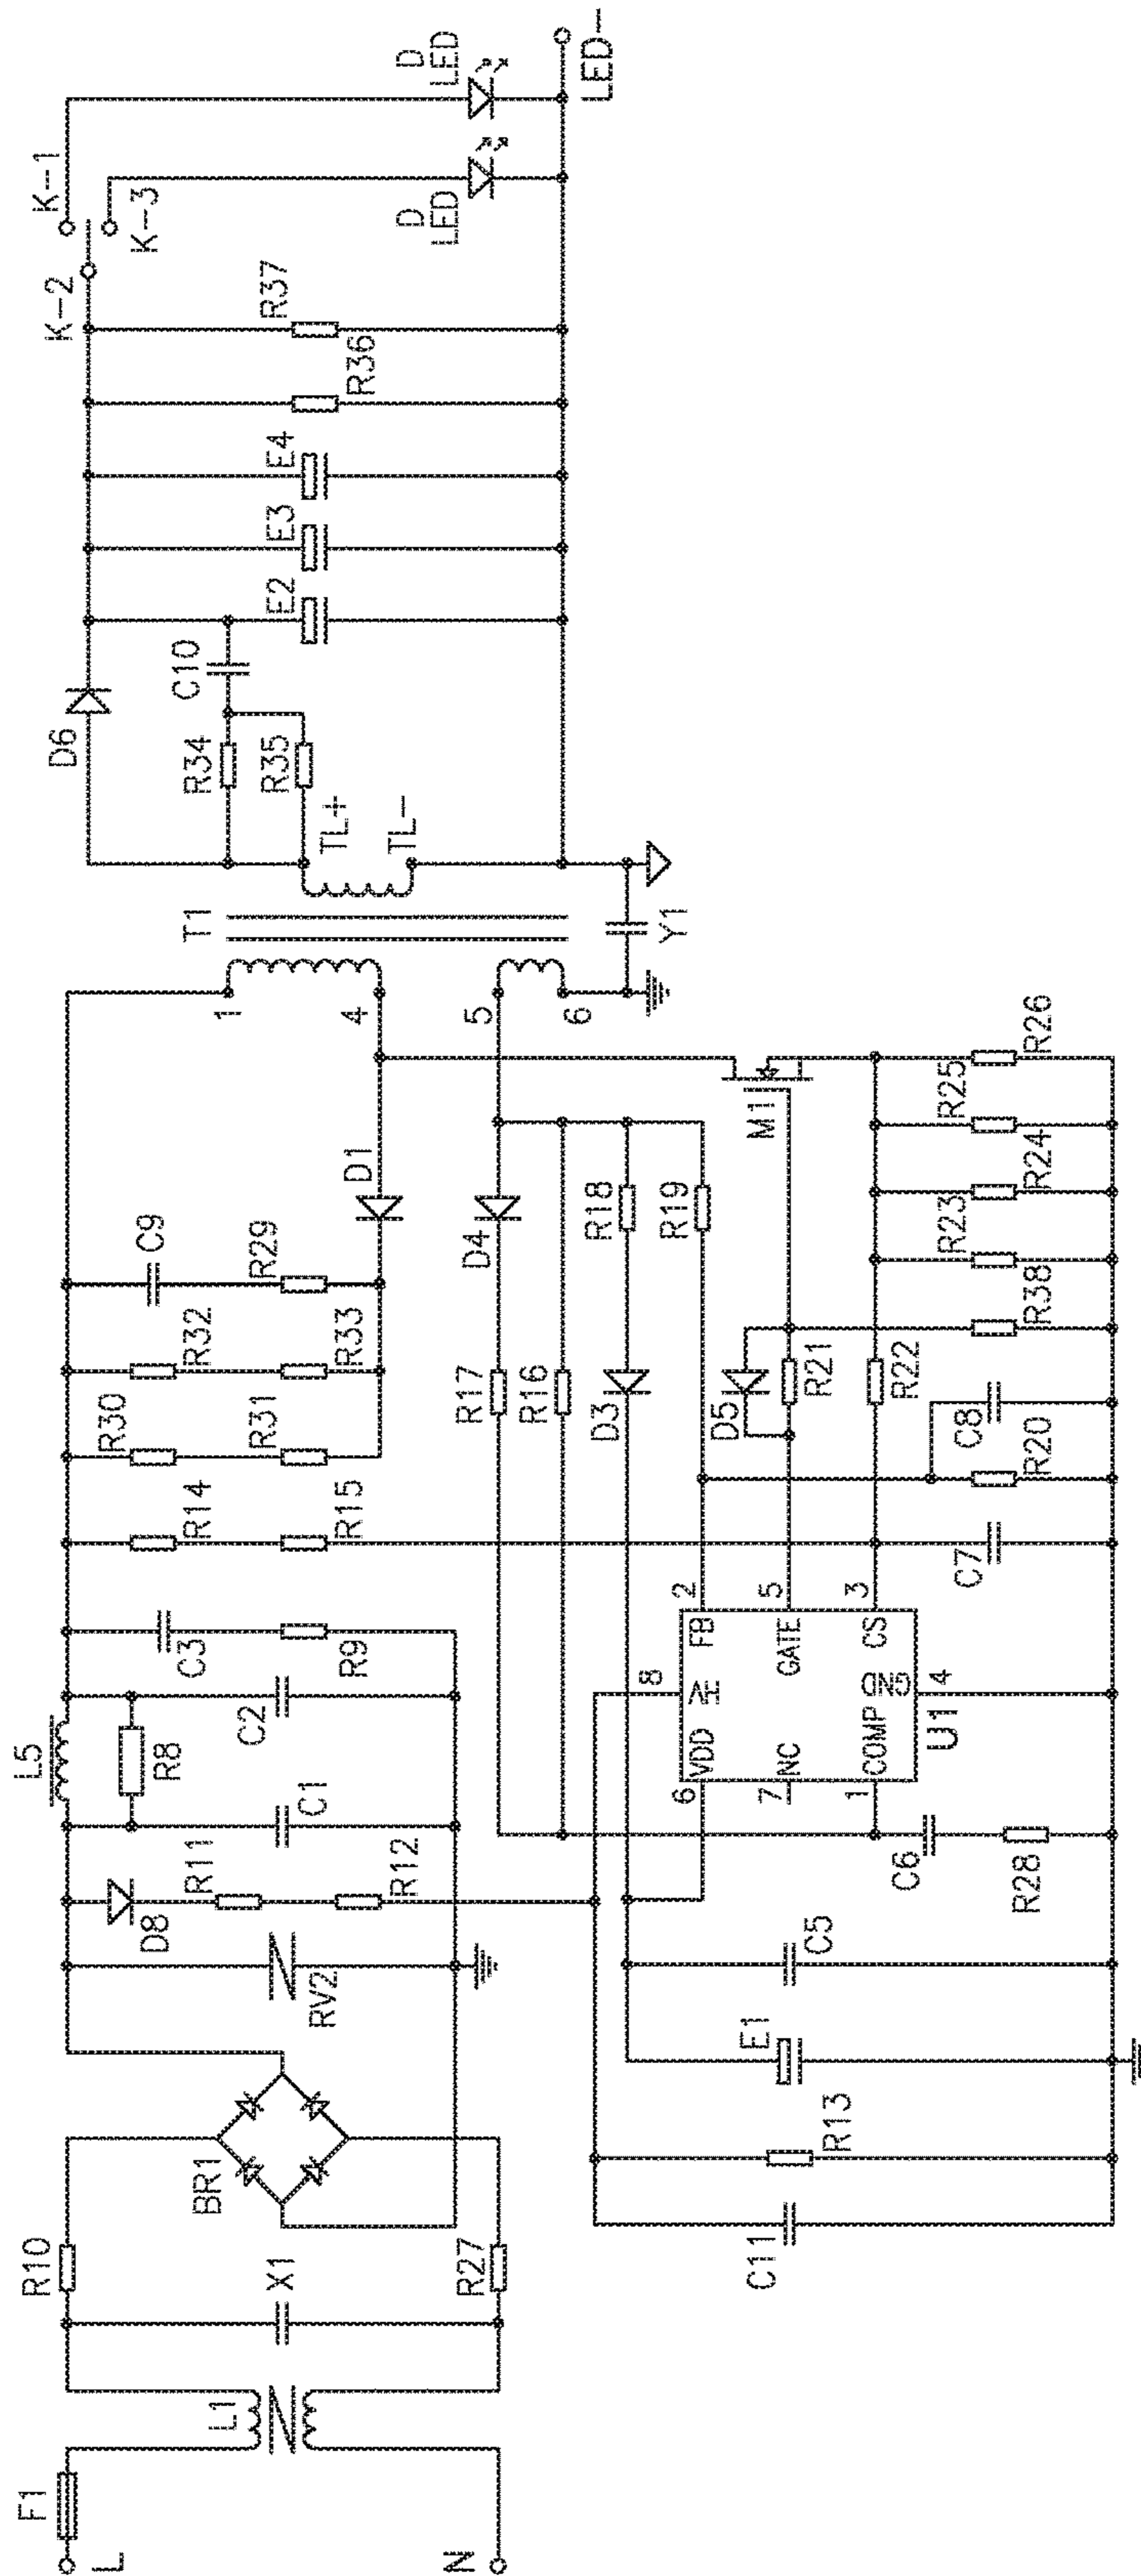 L
N
F1
L1
R10
X1
R27
BR1
RV2
D8
R11
R12
L5
R8
C1
C2
C3
R9
R14
R15
R30
R31
R32
R33
C9
R29
D1
T1
1
4
5
6
TL+
TL-
Y1
D6
R34
R35
C10
E2
E3
E4
R36
R37
K-2
K-1
K-3
D
LED
D
LED
LED-
C11
R13
E1
C5
C6
R28
R17
R16
D4
D3
R18
R19
D5
R21
R22
M1
U1
6
VDD
7
NC
1
COMP
8
HV
2
FB
5
GATE
3
CS
4
GND
C7
R20
C8
R38
R23
R24
R25
R26